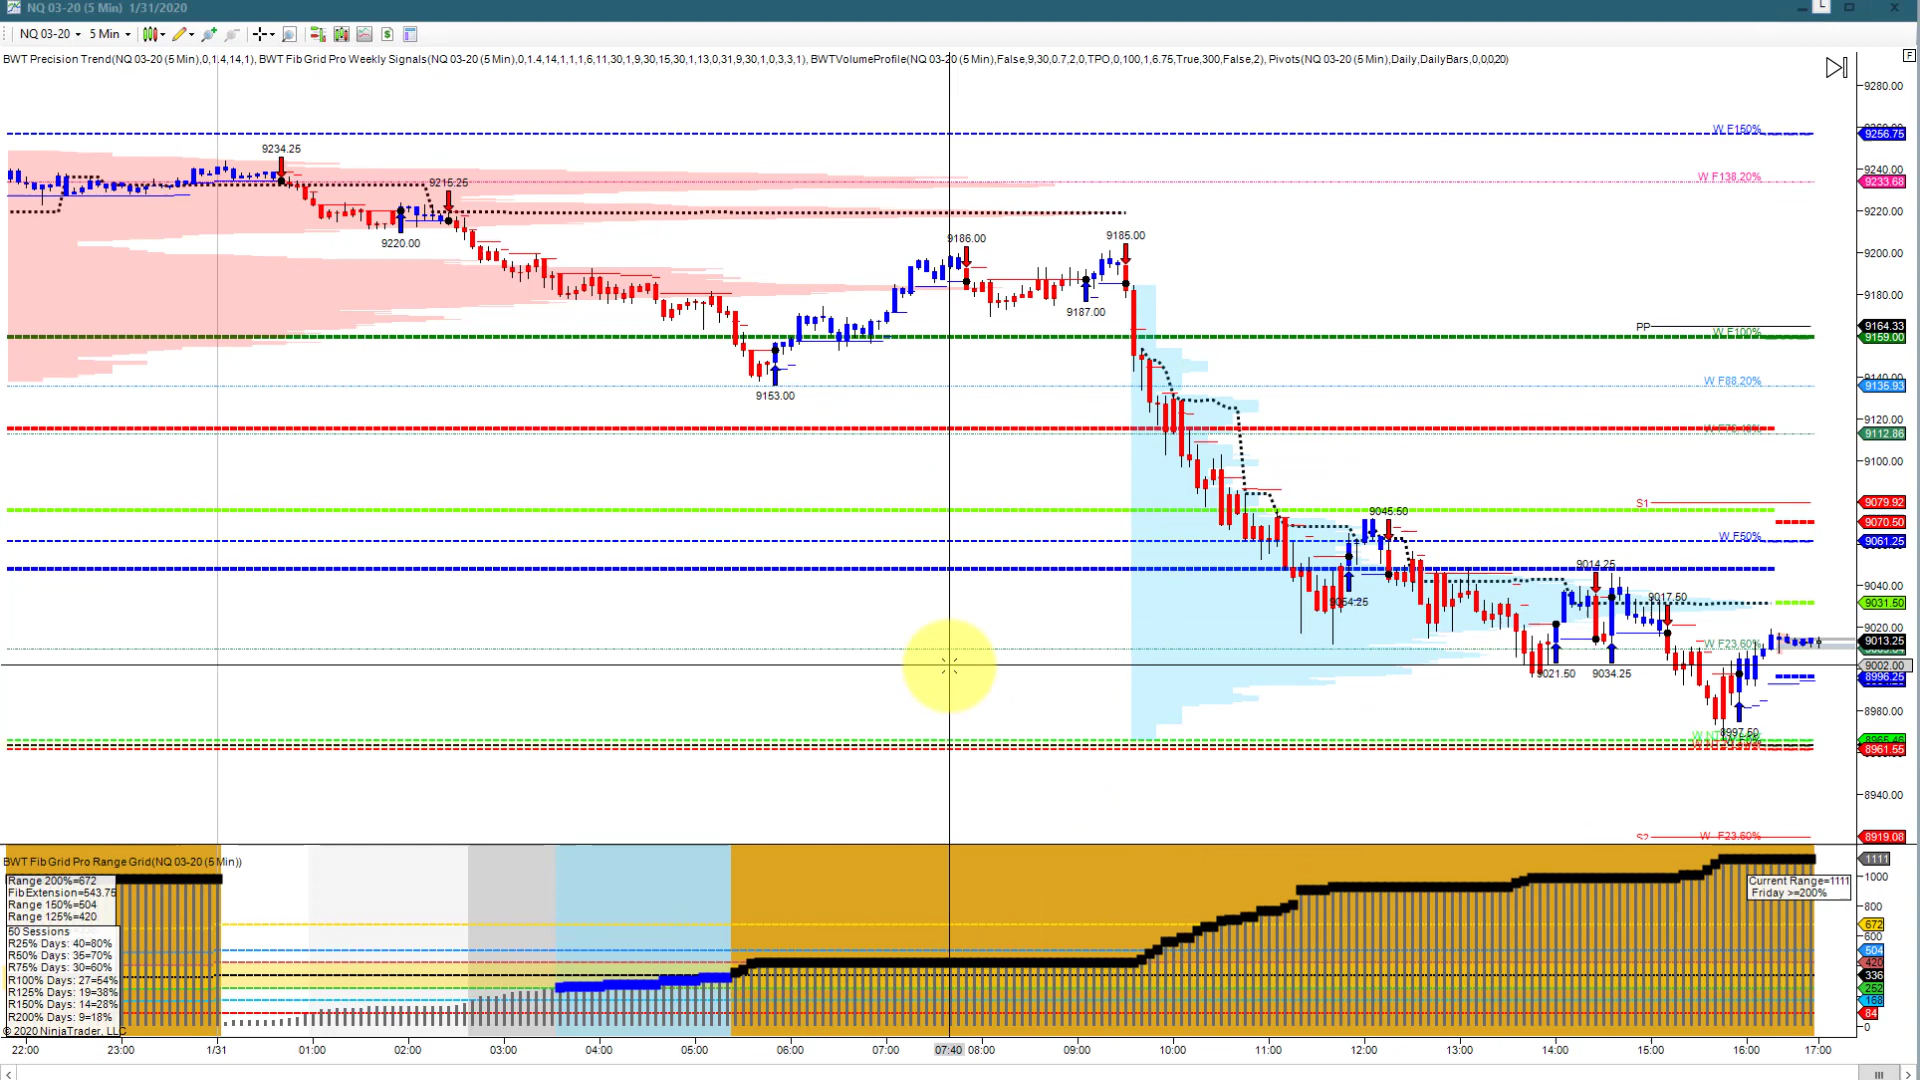 NQ 03-20 (5 Min) 1/31/2020
L
NQ 03-20 5 Min
BWT Precision Trend(NQ 03-20 (5 Min),0,1.4,14,1), BWT Fib Grid Pro Weekly Signals(NQ 03-20 (5 Min),0,1.4,14,1,1,1,6,11,30,1,9,30,15,30,1,13,0,31,9,30,1,0,3,3,1), BWTVolumeProfile(NQ 03-20 (5 Min),False,9,30,0.7,2,0,TPO,0,100,1,6.75,True,300,False,2), Pivots(NQ 03-20 (5 Min),Daily,DailyBars,0,0,0,20)
F
9280.00
W F150%
9256.75
9234.25
9240.00
W F138.20%
9233.68
9215.25
9220.00
9220.00
9186.00
9185.00
9200.00
9180.00
9187.00
PP
9164.33
W F100%
9159.00
9140.00
W F88.20%
9135.93
9153.00
9120.00
9112.86
9100.00
S1
9079.92
9045.50
9070.50
W F50%
9061.25
9014.25
9040.00
9054.25
9017.50
9031.50
9020.00
W F23.60%
9013.25
9002.00
9021.50
9034.25
8996.25
8980.00
8997.50
8961.55
8940.00
S2
W F23.60%
8919.08
BWT Fib Grid Pro Range Grid(NQ 03-20 (5 Min))
1111
Range 200%=672
FibExtension=543.75
Range 150%=504
Range 125%=420
Current Range=1111
Friday >=200%
1000
800
672
600
504
420
336
252
168
84
0
50 Sessions
R25% Days: 40=80%
R50% Days: 35=70%
R75% Days: 30=60%
R100% Days: 27=54%
R125% Days: 19=38%
R150% Days: 14=28%
R200% Days: 9=18%
© 2020 NinjaTrader, LLC
22:00 23:00 1/31 01:00 02:00 03:00 04:00 05:00 06:00 07:00 07:40 08:00 09:00 10:00 11:00 12:00 13:00 14:00 15:00 16:00 17:00